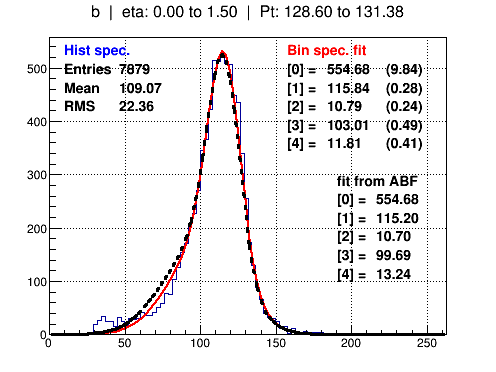 b | eta: 0.00 to 1.50 | Pt: 128.60 to 131.38
Hist spec.
Entries 7879
Mean 109.07
RMS 22.36
Bin spec. fit
[0] = 554.68 (9.84)
[1] = 115.84 (0.28)
[2] = 10.79 (0.24)
[3] = 103.01 (0.49)
[4] = 11.81 (0.41)
fit from ABF
[0] = 554.68
[1] = 115.20
[2] = 10.70
[3] = 99.69
[4] = 13.24
500
400
300
200
100
0
0 50 100 150 200 250